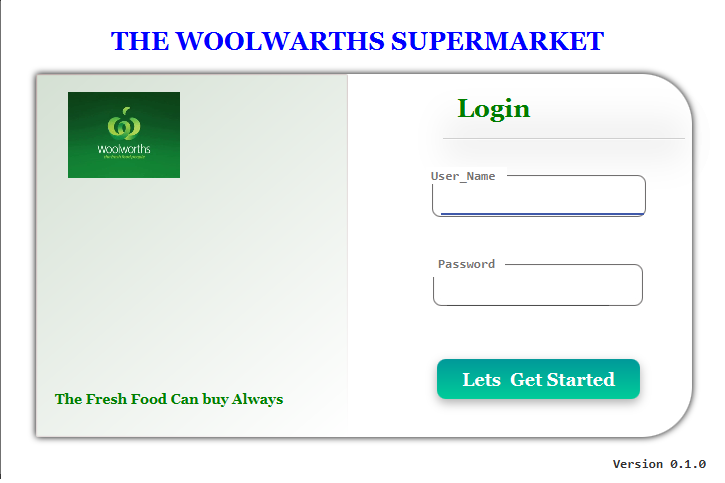 THE WOOLWARTHS SUPERMARKET
woolworths
the fresh food people
The Fresh Food Can buy Always
Login
User_Name
Password
Lets Get Started
Version 0.1.0